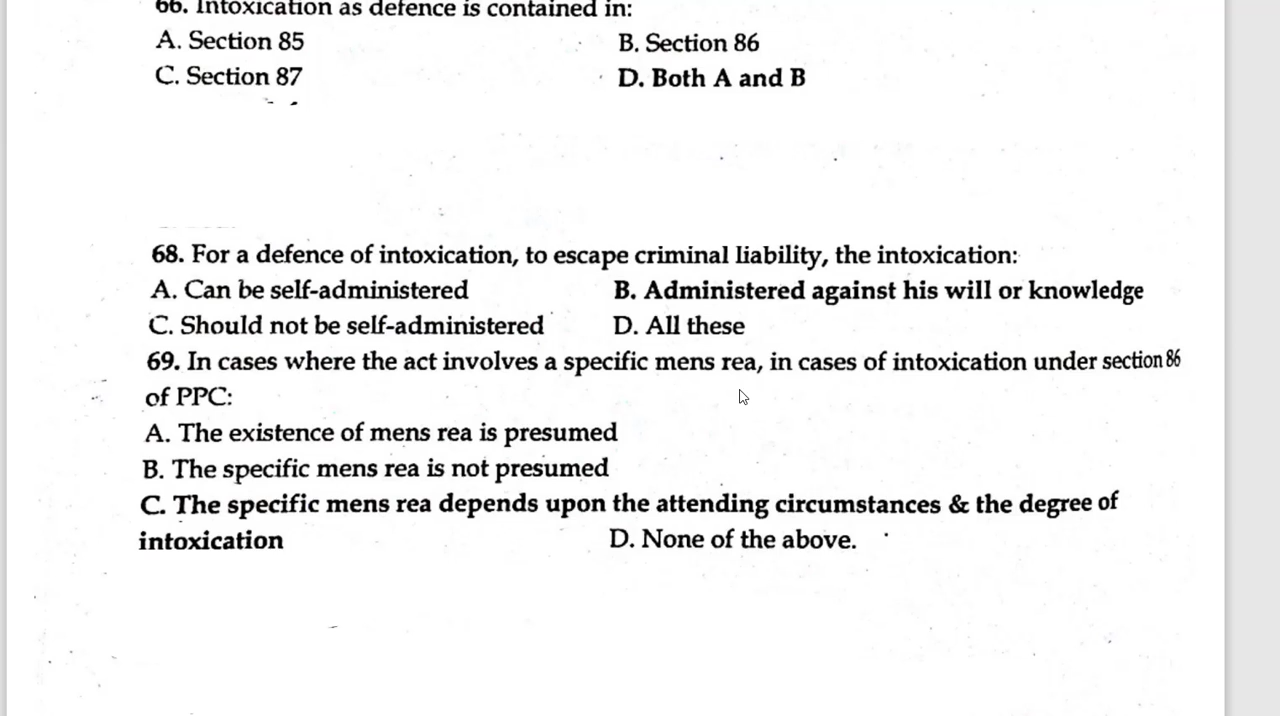 66. Intoxication as defence is contained in:
A. Section 85 B. Section 86
C. Section 87 D. Both A and B
68. For a defence of intoxication, to escape criminal liability, the intoxication:
A. Can be self-administered B. Administered against his will or knowledge
C. Should not be self-administered D. All these
69. In cases where the act involves a specific mens rea, in cases of intoxication under section 86
of PPC:
A. The existence of mens rea is presumed
B. The specific mens rea is not presumed
C. The specific mens rea depends upon the attending circumstances & the degree of
intoxication D. None of the above.